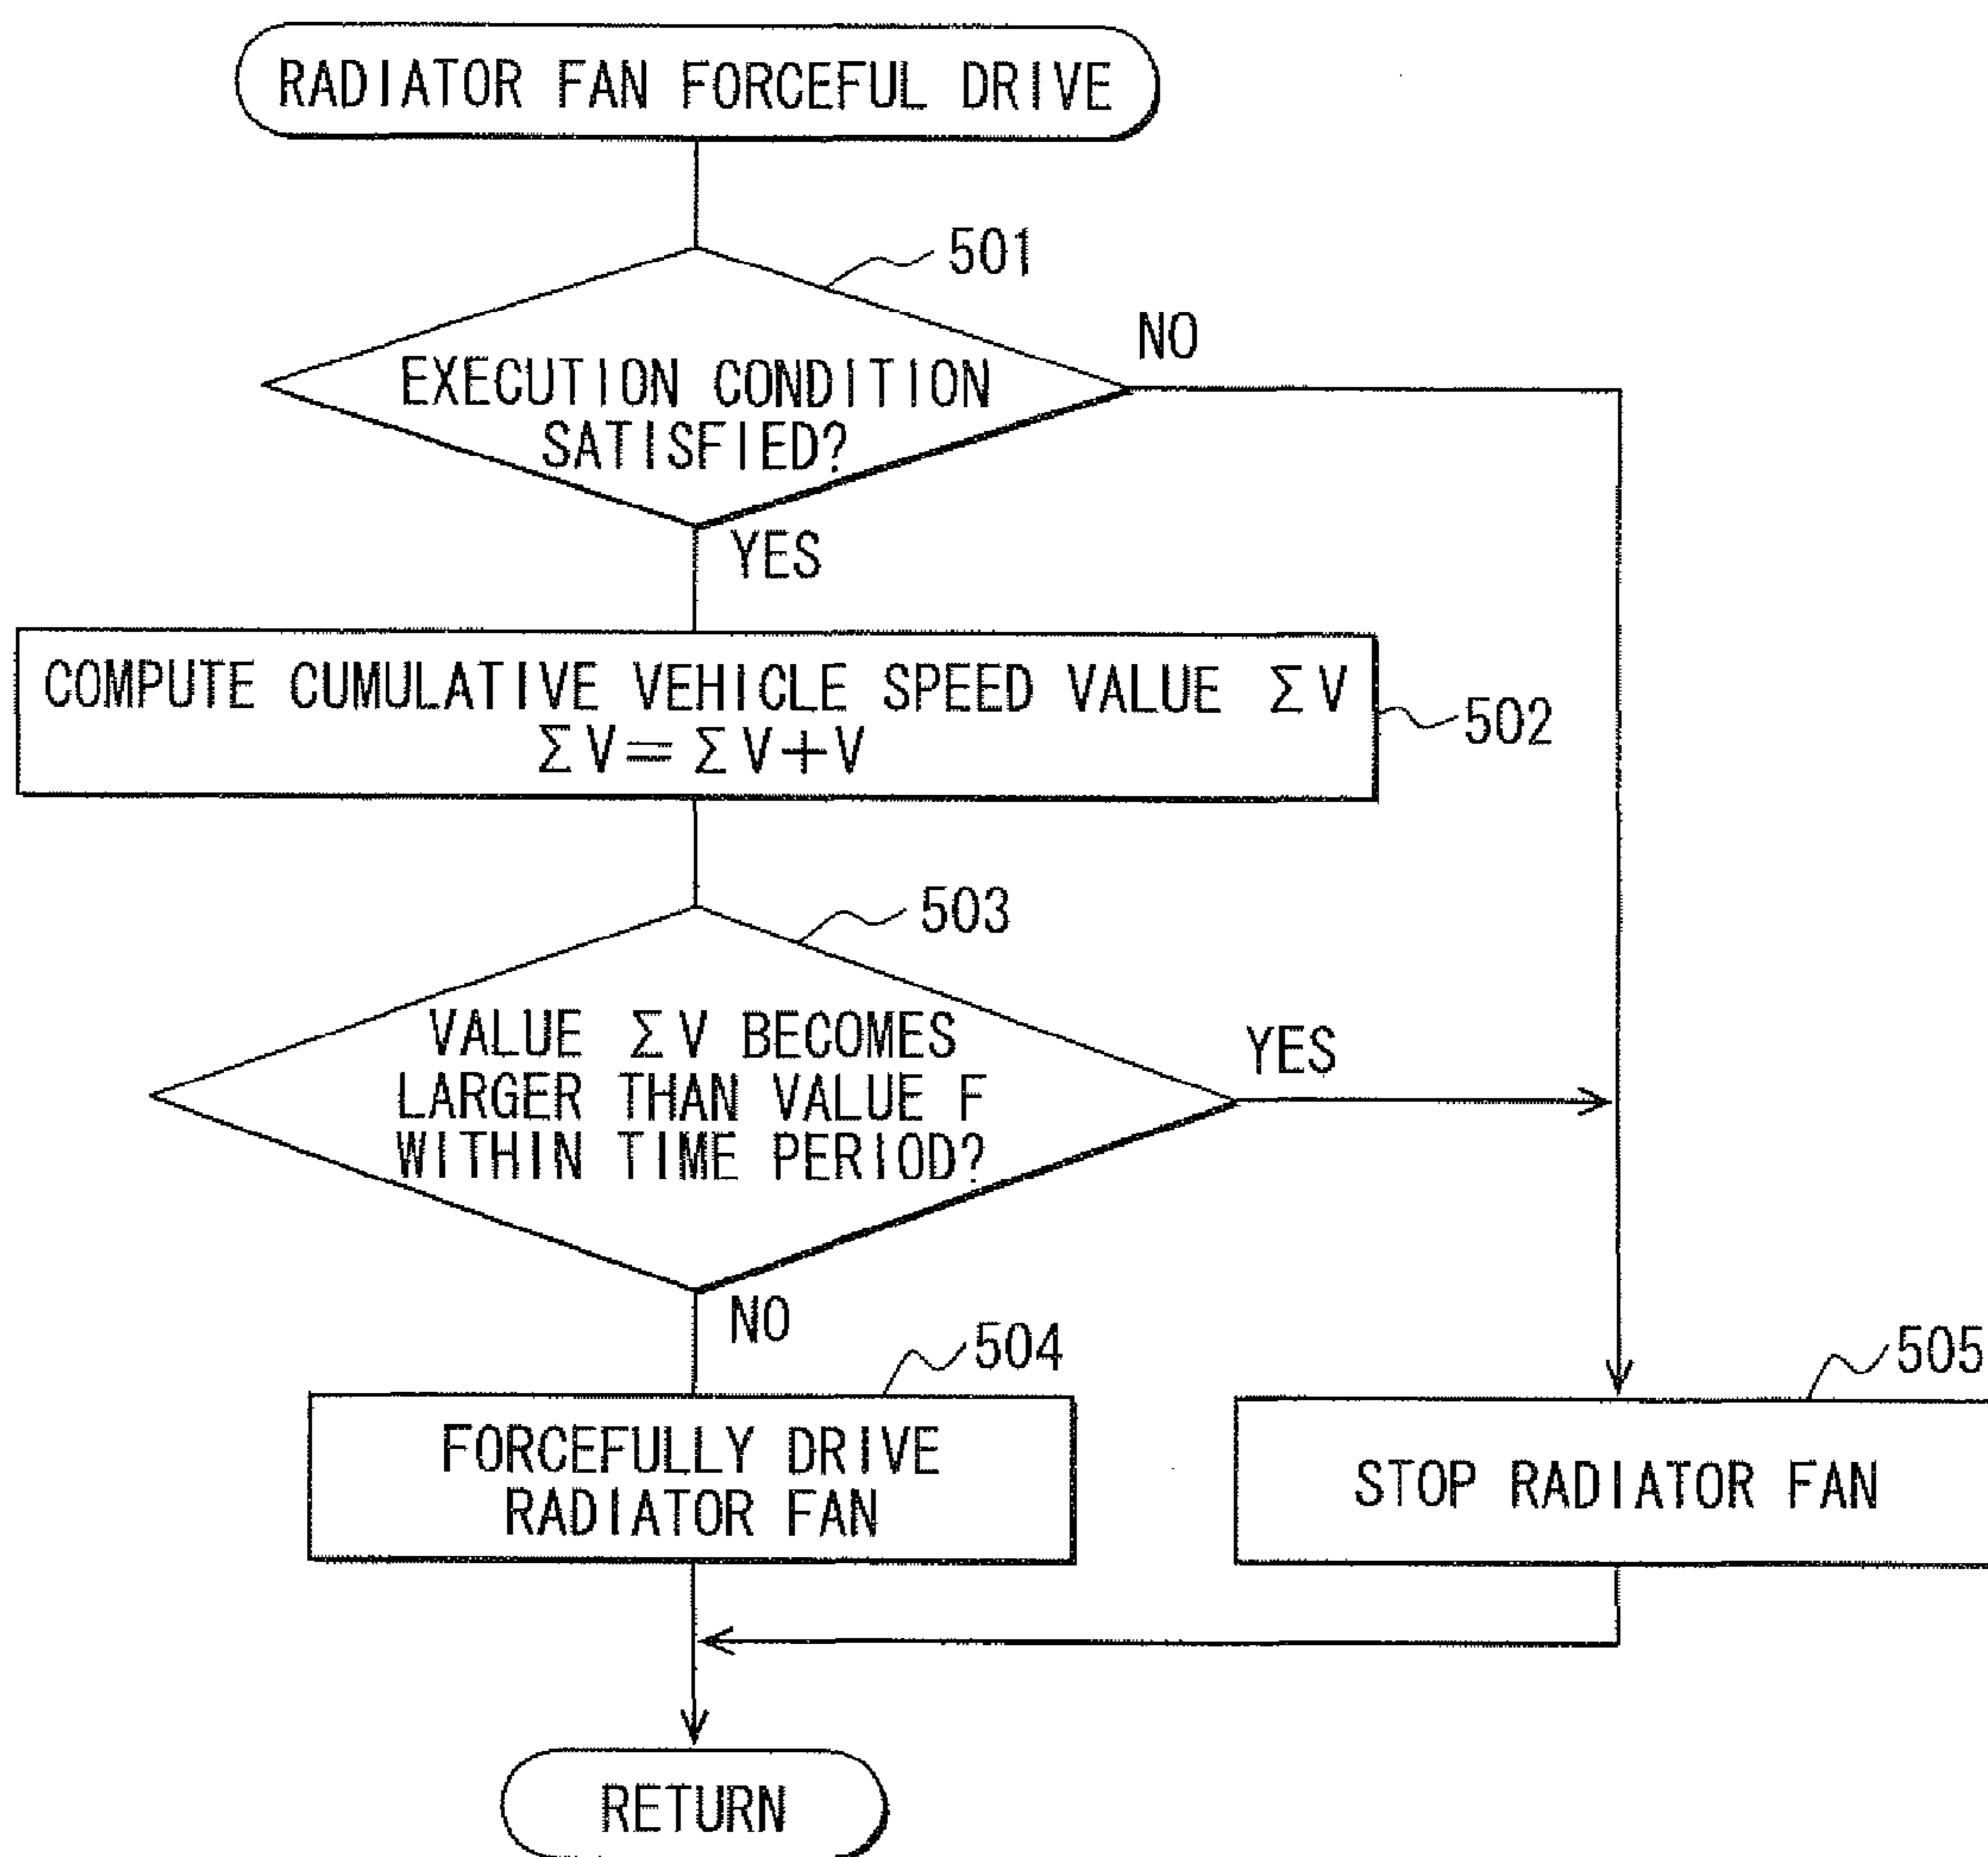 RADIATOR FAN FORCEFUL DRIVE
501
NO
EXECUTION CONDITION
SATISFIED?
YES
COMPUTE CUMULATIVE VEHICLE SPEED VALUE ΣV
ΣV=ΣV+V
502
503
VALUE ΣV BECOMES
LARGER THAN VALUE F
WITHIN TIME PERIOD?
YES
NO
504
FORCEFULLY DRIVE
RADIATOR FAN
505
STOP RADIATOR FAN
RETURN